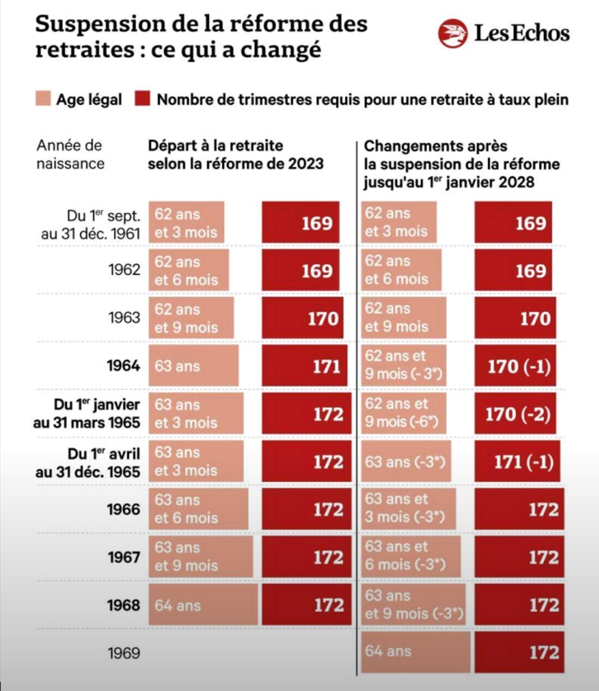 Suspension de la réforme des
retraites : ce qui a changé
Les Echos
Age légal
Nombre de trimestres requis pour une retraite à taux plein
Année de
naissance
Départ à la retraite
selon la réforme de 2023
Changements après
la suspension de la réforme
jusqu'au 1er janvier 2028
Du 1er sept.
au 31 déc. 1961
62 ans
et 3 mois
169
62 ans
et 3 mois
169
1962
62 ans
et 6 mois
169
62 ans
et 6 mois
169
1963
62 ans
et 9 mois
170
62 ans
et 9 mois
170
1964
63 ans
171
62 ans et
9 mois (- 3*)
170 (-1)
Du 1er janvier
au 31 mars 1965
63 ans
et 3 mois
172
62 ans et
9 mois (-6*)
170 (-2)
Du 1er avril
au 31 déc. 1965
63 ans
et 3 mois
172
63 ans (-3*)
171 (-1)
1966
63 ans
et 6 mois
172
63 ans et
3 mois (-3*)
172
1967
63 ans
et 9 mois
172
63 ans et
6 mois (-3*)
172
1968
64 ans
172
63 ans
et 9 mois (-3*)
172
1969
64 ans
172